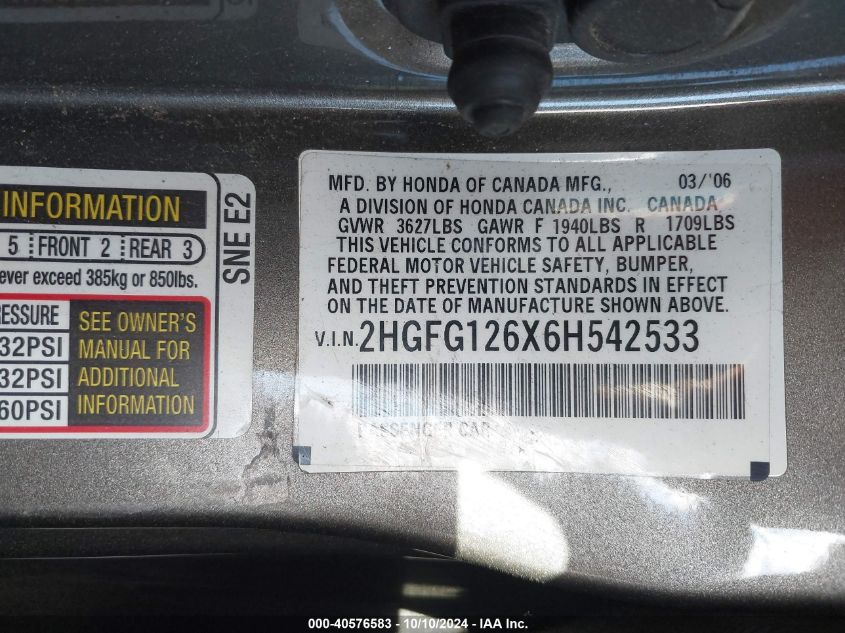 INFORMATION
5 FRONT 2 REAR 3
ever exceed 385kg or 850lbs.
RESSURE
32PSI
32PSI
60PSI
SEE OWNER'S
MANUAL FOR
ADDITIONAL
INFORMATION
SNE E2
MFD. BY HONDA OF CANADA MFG., 03/'06
A DIVISION OF HONDA CANADA INC. CANADA
GVWR 3627LBS GAWR F 1940LBS R 1709LBS
THIS VEHICLE CONFORMS TO ALL APPLICABLE
FEDERAL MOTOR VEHICLE SAFETY, BUMPER,
AND THEFT PREVENTION STANDARDS IN EFFECT
ON THE DATE OF MANUFACTURE SHOWN ABOVE.
V.I.N. 2HGFG126X6H542533
PASSENGER CAR
000-40576583 - 10/10/2024 - IAA Inc.